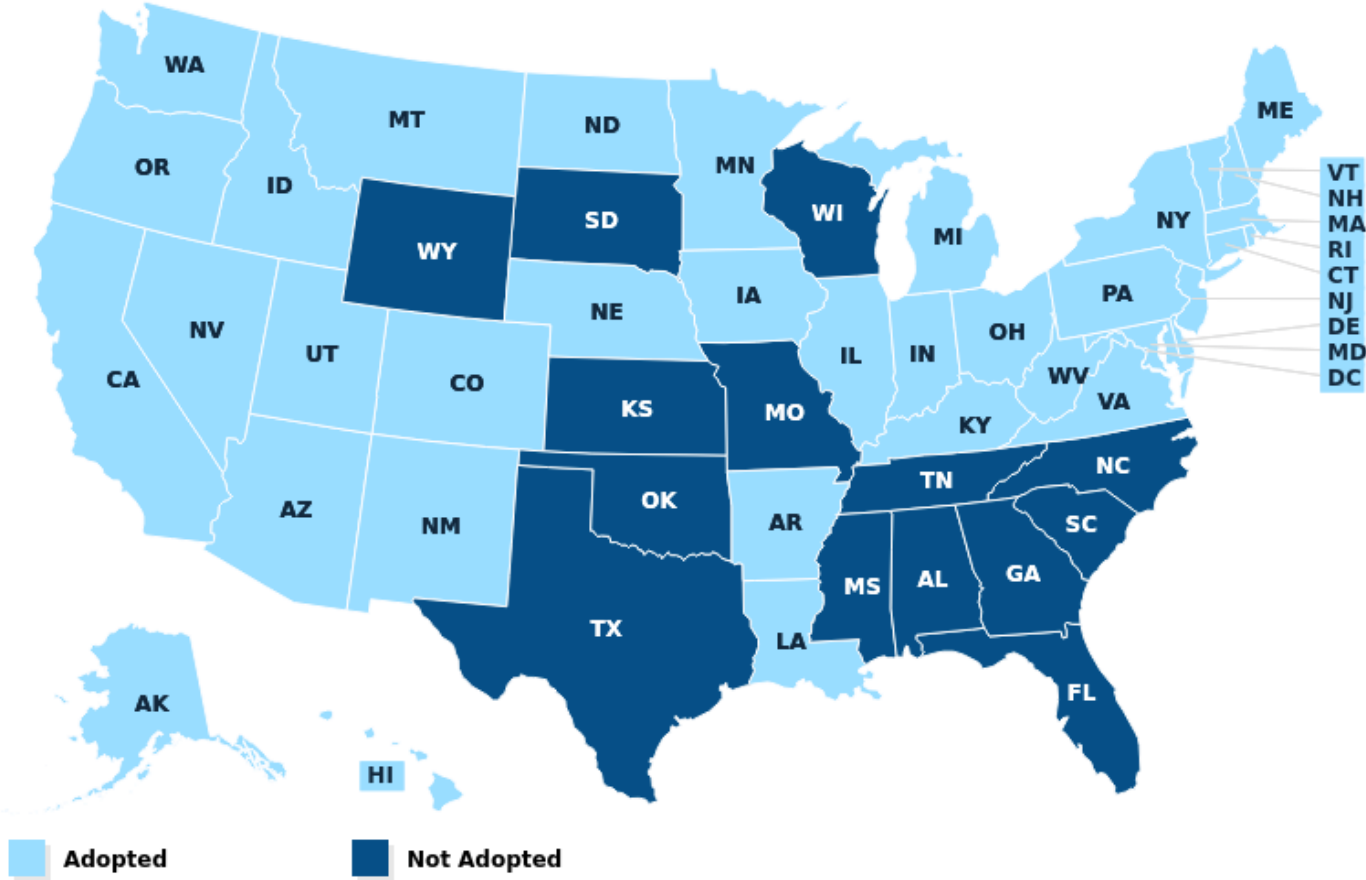 WA
MT
ND
MN
ME
OR
ID
WY
SD
WI
MI
NY
VT
NH
MA
RI
CT
NJ
DE
MD
DC
NV
UT
CO
NE
IA
IL
IN
OH
PA
WV
VA
CA
KS
MO
KY
AZ
NM
OK
AR
TN
NC
SC
MS
AL
GA
TX
LA
FL
AK
HI
Adopted
Not Adopted